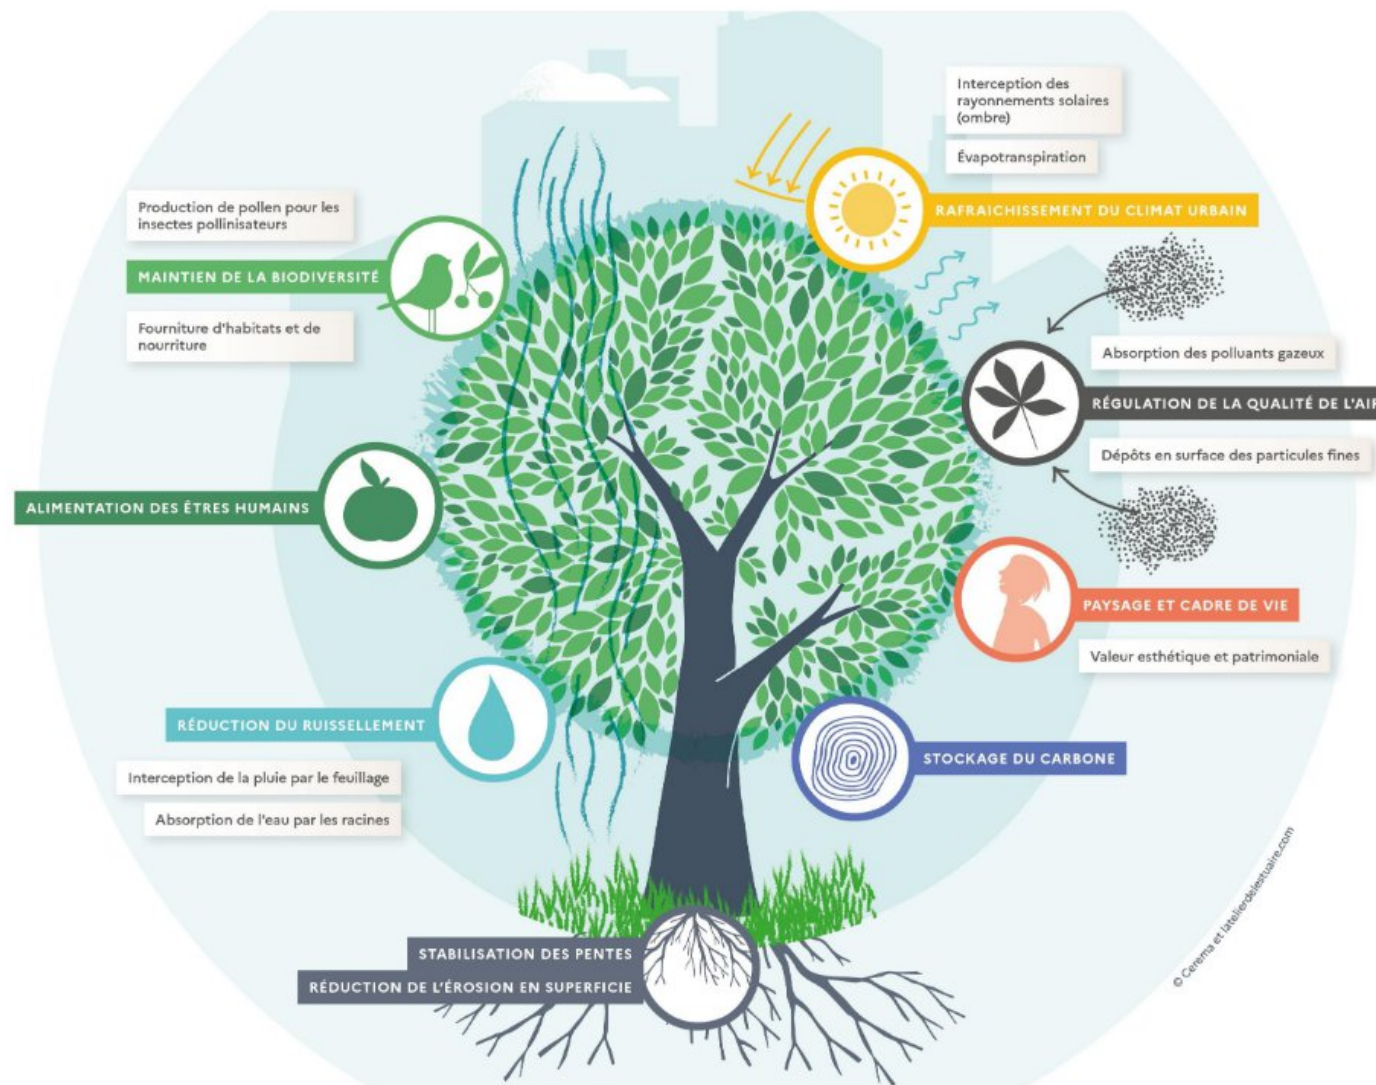 Interception des
rayonnements solaires
(ombre)
Évapotranspiration
RAFRAICHISSEMENT DU CLIMAT URBAIN
Production de pollen pour les
insectes pollinisateurs
MAINTIEN DE LA BIODIVERSITÉ
Fourniture d'habitats et de
nourriture
Absorption des polluants gazeux
RÉGULATION DE LA QUALITÉ DE L'AIR
Dépôts en surface des particules fines
ALIMENTATION DES ÊTRES HUMAINS
PAYSAGE ET CADRE DE VIE
Valeur esthétique et patrimoniale
RÉDUCTION DU RUISSELLEMENT
Interception de la pluie par le feuillage
Absorption de l'eau par les racines
STOCKAGE DU CARBONE
STABILISATION DES PENTES
RÉDUCTION DE L'ÉROSION EN SUPERFICIE
© Cerema et latelierdelestuaire.com